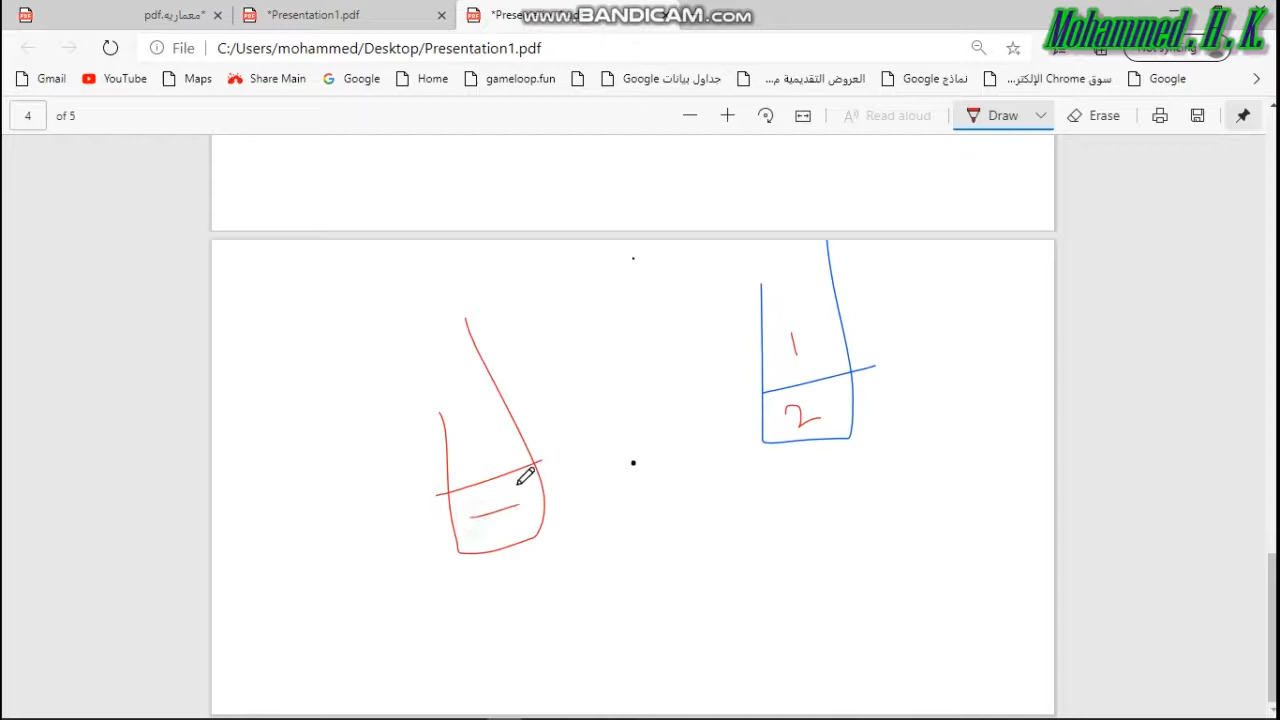 معماريه.pdf*
*Presentation1.pdf
*Prese
www.BANDICAM.com
Mohammed , H , K,
File
C:/Users/mohammed/Desktop/Presentation1.pdf
Not syncing
Gmail
YouTube
Maps
Share Main
Google
Home
gameloop.fun
جداول بيانات Google
العروض التقديمية م...
نماذج Google
سوق Chrome الإلكتر...
Google
4 of 5
Read aloud
Draw
Erase
1
2